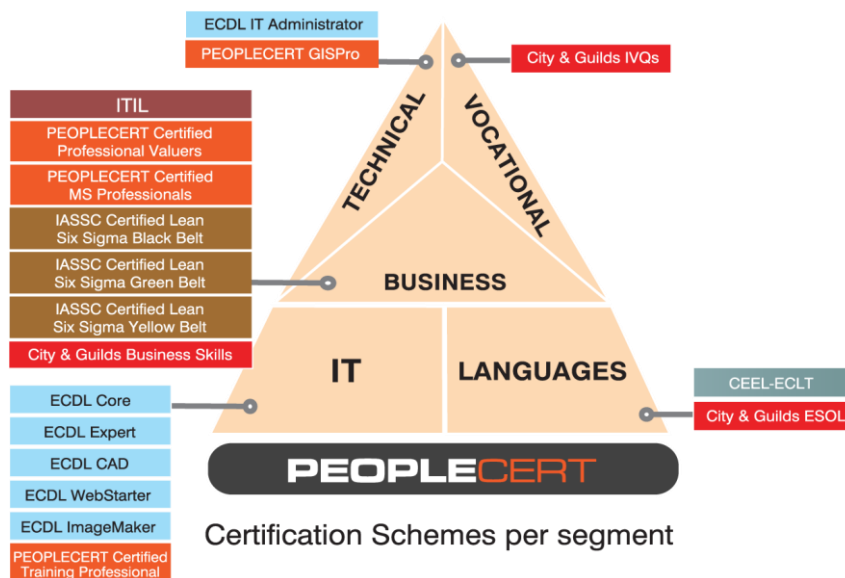 ECDL IT Administrator
PEOPLECERT GISPro
City & Guilds IVQs
TECHNICAL
VOCATIONAL
ITIL
PEOPLECERT Certified
Professional Valuers
PEOPLECERT Certified
MS Professionals
IASSC Certified Lean
Six Sigma Black Belt
IASSC Certified Lean
Six Sigma Green Belt
IASSC Certified Lean
Six Sigma Yellow Belt
City & Guilds Business Skills
BUSINESS
IT
LANGUAGES
CEEL-ECLT
City & Guilds ESOL
ECDL Core
ECDL Expert
ECDL CAD
ECDL WebStarter
ECDL ImageMaker
PEOPLECERT Certified
Training Professional
PEOPLECERT
Certification Schemes per segment